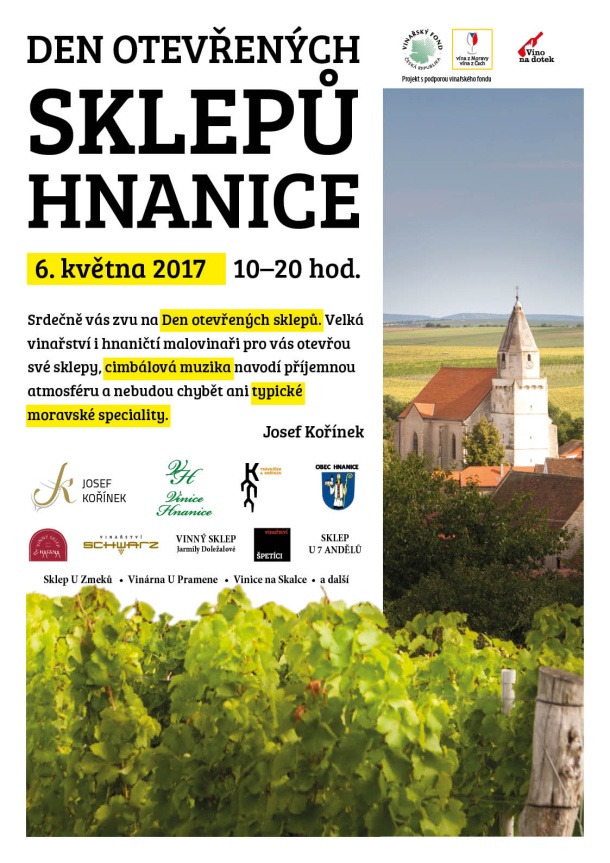 DEN OTEVŘENÝCH
SKLEPŮ
HNANICE
VINAŘSKÝ FOND
ČESKÁ REPUBLIKA
vína z Moravy
vína z Čech
Víno
na dotek
Projekt s podporou vinařského fondu
6. května 2017 10–20 hod.
Srdečně vás zvu na Den otevřených sklepů. Velká
vinařství i hnaničtí malovinaři pro vás otevřou
své sklepy, cimbálová muzika navodí příjemnou
atmosféru a nebudou chybět ani typické
moravské speciality.
Josef Kořínek
JOSEF
KOŘÍNEK
VH
Vinice
Hnanice
OBEC HNANICE
VINNÝ SKLEP
VINAŘSTVÍ
SCHWARZ
VINNÝ SKLEP
Jarmily Doležalové
vinařství
ŠPETÍCI
SKLEP
U 7 ANDĚLŮ
Sklep U Zmeků • Vinárna U Pramene • Vinice na Skalce • a další